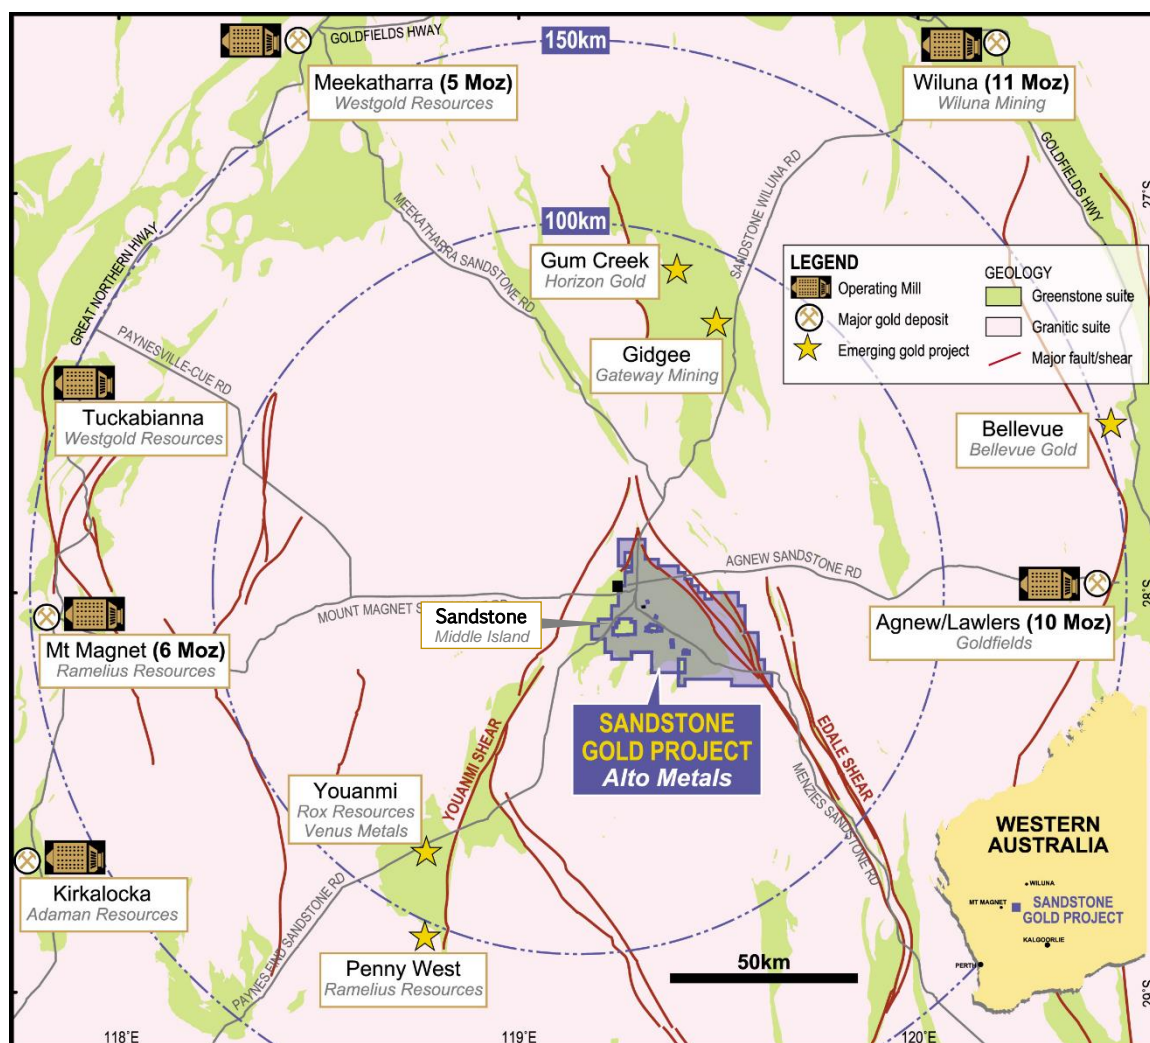 GOLDFIELDS HWY
150km
Meekatharra (5 Moz)
Westgold Resources
Wiluna (11 Moz)
Wiluna Mining
GOLDFIELDS HWY
27°S
GREAT NORTHERN HWY
MEEKATHARRA SANDSTONE RD
SANDSTONE WILUNA RD
100km
Gum Creek
Horizon Gold
Gidgee
Gateway Mining
LEGEND
Operating Mill
Major gold deposit
Emerging gold project
GEOLOGY
Greenstone suite
Granitic suite
Major fault/shear
PAYNESVILLE-CUE RD
Tuckabianna
Westgold Resources
Bellevue
Bellevue Gold
AGNEW SANDSTONE RD
28°S
MOUNT MAGNET S
Sandstone
Middle Island
Mt Magnet (6 Moz)
Ramelius Resources
Agnew/Lawlers (10 Moz)
Goldfields
SANDSTONE
GOLD PROJECT
Alto Metals
YOUANMI SHEAR
EDALE SHEAR
MENZIES SANDSTONE RD
Youanmi
Rox Resources
Venus Metals
Kirkalocka
Adaman Resources
PAYNES FIND SANDSTONE RD
Penny West
Ramelius Resources
50km
WESTERN
AUSTRALIA
WILUNA
MT MAGNET
SANDSTONE
GOLD PROJECT
KALGOORLIE
PERTH
29°S
118°E
119°E
120°E